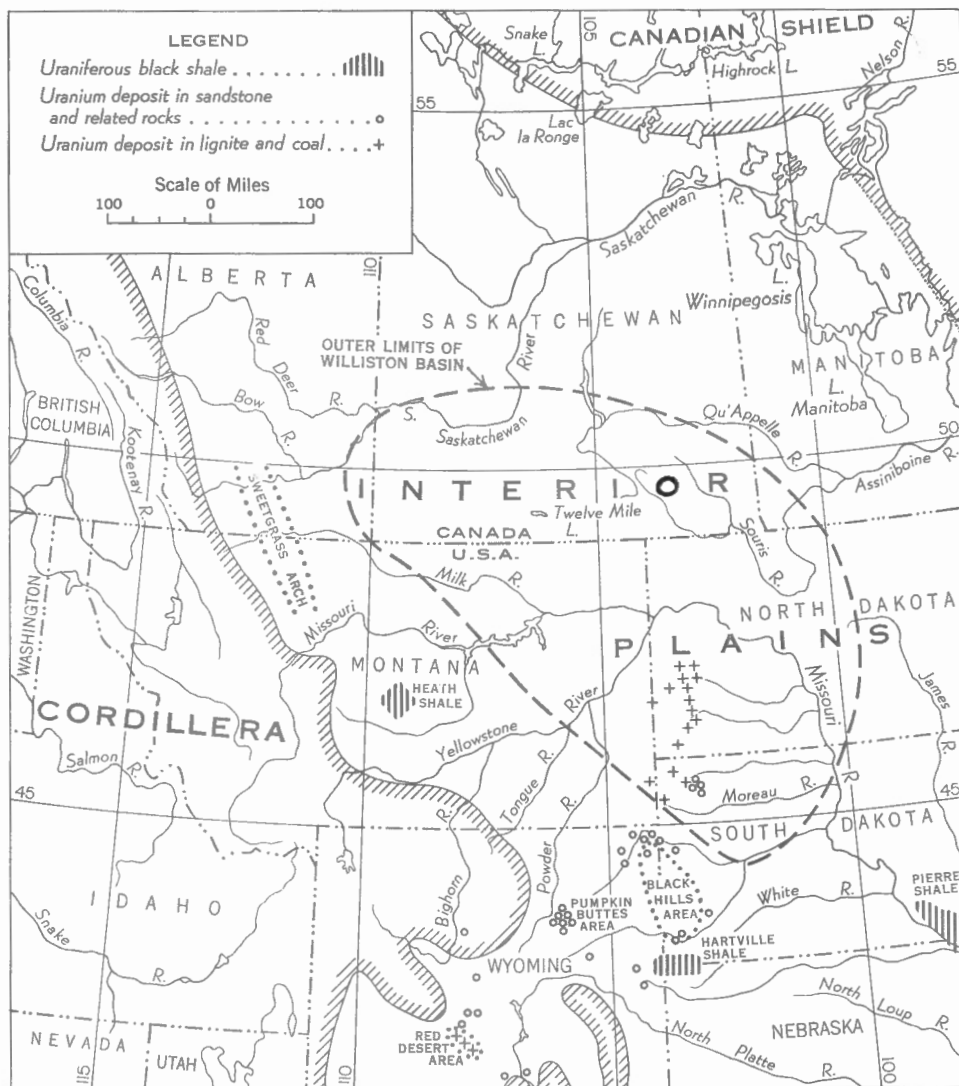 LEGEND
Uraniferous black shale . . . . . . . . . .
Uranium deposit in sandstone
and related rocks . . . . . . . . . . . . . . . . . .
Uranium deposit in lignite and coal . . . .
Scale of Miles
100 0 100
105
CANADIAN SHIELD
Snake
L.
Highrock L.
Nelson R.
55
55
Lac
la Ronge
Saskatchewan R.
110
ALBERTA
Columbia R.
L.
Winnipegosis
SASKATCHEWAN
Red Deer R.
OUTER LIMITS OF
WILLISTON BASIN
River
MANITOBA
L.
Manitoba
Bow R.
S.
Saskatchewan
Qu'Appelle R.
BRITISH
COLUMBIA
Kootenay R.
50
Assiniboine R.
INTERIOR
SWEETGRASS ARCH
Twelve Mile
L.
CANADA
U.S.A.
Souris R.
Milk R.
WASHINGTON
NORTH DAKOTA
Missouri River
PLAINS
MONTANA
HEATH
SHALE
River
Missouri R.
James R.
CORDILLERA
Yellowstone
Salmon R.
Tongue R.
45
Moreau R.
45
SOUTH DAKOTA
Powder R.
Bighorn R.
IDAHO
PUMPKIN
BUTTES
AREA
BLACK
HILLS
AREA
White R.
PIERRE
SHALE
Snake R.
HARTVILLE
SHALE
WYOMING
North Loup R.
NEVADA
UTAH
RED
DESERT
AREA
North Platte R.
NEBRASKA
115
110
100